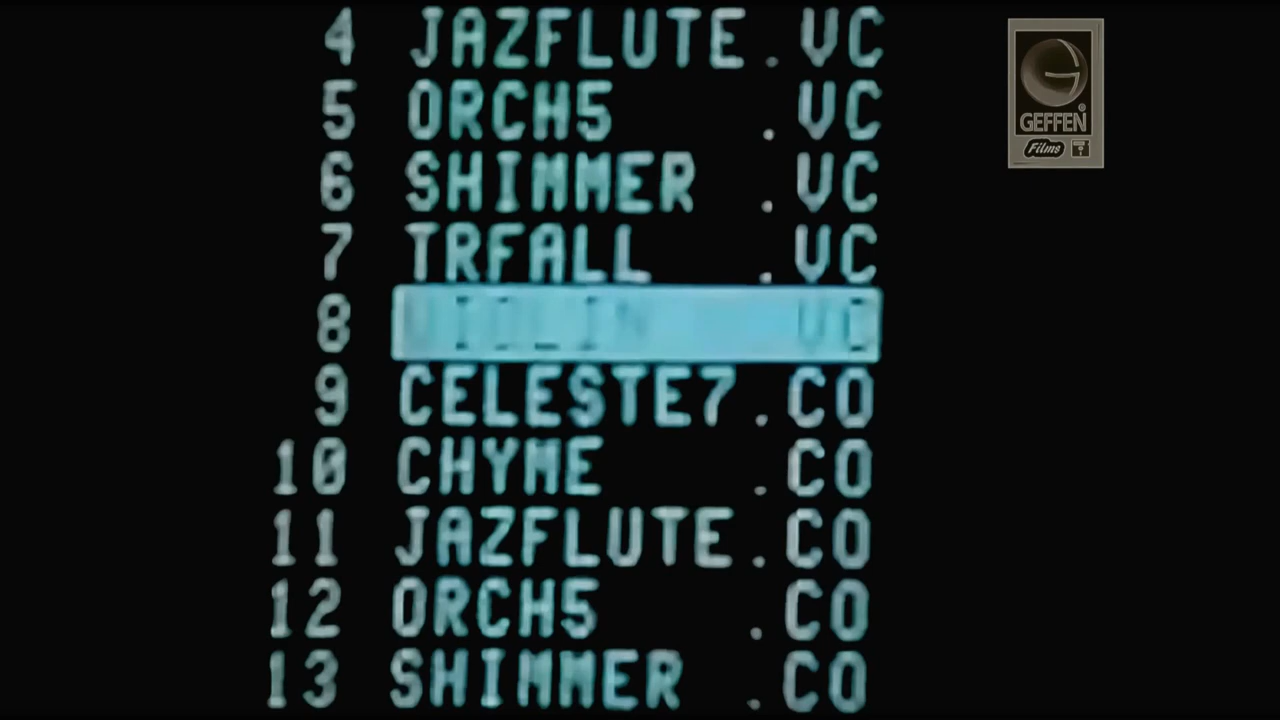 4 JAZFLUTE.VC
5 ORCH5 .VC
6 SHIMMER .VC
7 TRFALL .VC
8 VIOLIN VC
9 CELESTE7.CO
10 CHYME .CO
11 JAZFLUTE.CO
12 ORCH5 .CO
13 SHIMMER .CO
GEFFEN®
Films